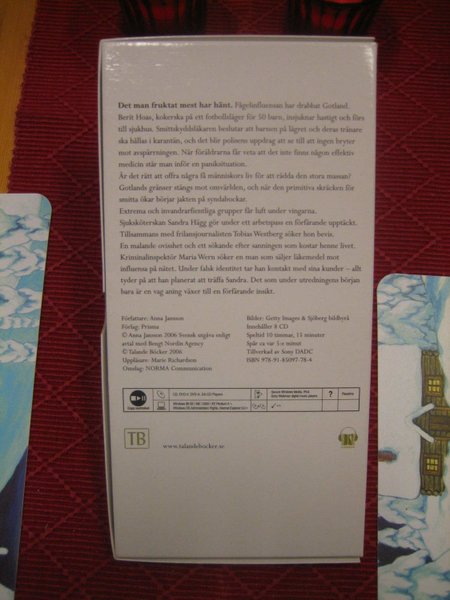 Det man fruktat mest har hänt. Fågelinfluensan har drabbat Gotland.
Berit Hoas, kokerska på ett fotbollsläger för 50 barn, insjuknar hastigt och förs
till sjukhus. Smittskyddsläkaren beslutar att barnen på lägret och deras tränare
ska hållas i karantän, och det blir polisens uppdrag att se till att ingen bryter
mot avspärrningen. När föräldrarna får veta att det inte finns någon effektiv
medicin står man inför en paniksituation.
Är det rätt att offra några få människors liv för att rädda den stora massan?
Gotlands gränser stängs mot omvärlden, och när den primitiva skräcken för
smitta ökar börjar jakten på syndabockar.
Extrema och invandrarfientliga grupper får luft under vingarna.
Sjuksköterskan Sandra Hägg gör under ett arbetspass en förfärande upptäckt.
Tillsammans med frilansjournalisten Tobias Westberg söker hon bevis.
En malande ovisshet och ett sökande efter sanningen som kostar henne livet.
Kriminalinspektör Maria Wern söker en man som säljer läkemedel mot
influensa på nätet. Under falsk identitet tar han kontakt med sina kunder – allt
tyder på att han planerat att träffa Sandra. Det som under utredningens början
bara är en vag aning växer till en förfärande insikt.
Författare: Anna Jansson
Förlag: Prisma
© Anna Jansson 2006 Svensk utgåva enligt
avtal med Bengt Nordin Agency
© Talande Böcker 2006
Uppläsare: Marie Richardson
Omslag: NORMA Communication
Bilder: Getty Images & Sjöberg bildbyrå
Innehåller 8 CD
Speltid 10 timmar, 15 minuter
Spår ca var 5:e minut
Tillverkad av Sony DADC
ISBN 978-91-85097-78-4
TB
www.talandebocker.se